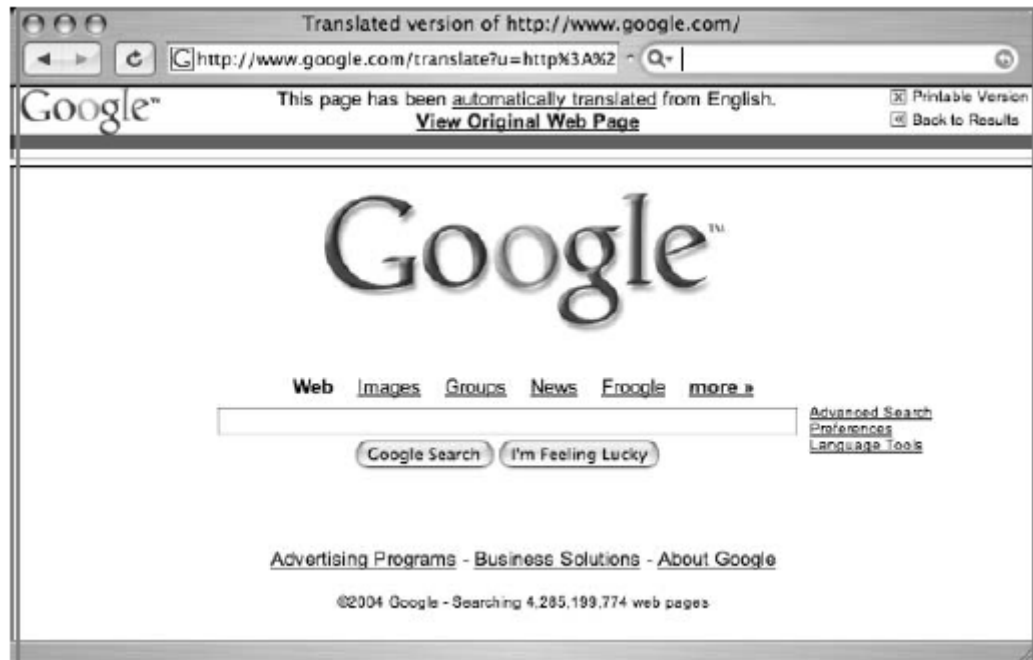 Translated version of http://www.google.com/
G http://www.google.com/translate?u=http%3A%2
Google™ This page has been automatically translated from English. Printable Version
View Original Web Page Back to Results
Google™
Web Images Groups News Froogle more »
Advanced Search
Preferences
Language Tools
Google Search I'm Feeling Lucky
Advertising Programs - Business Solutions - About Google
©2004 Google - Searching 4,285,199,774 web pages